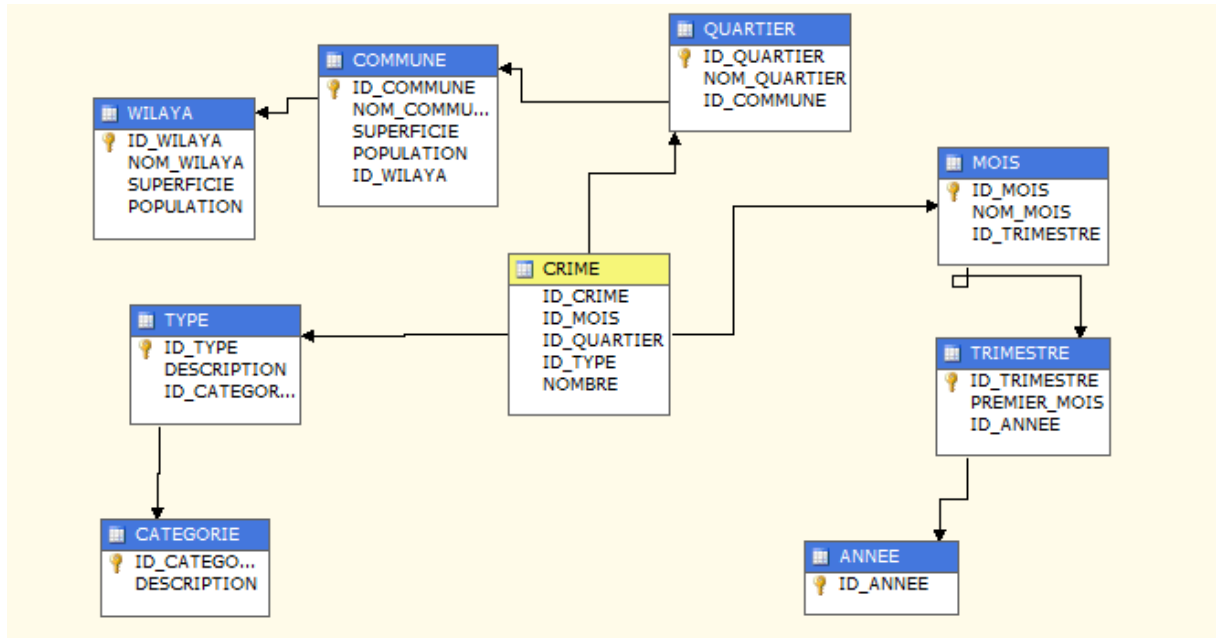 QUARTIER
ID_QUARTIER
NOM_QUARTIER
ID_COMMUNE
COMMUNE
ID_COMMUNE
NOM_COMMU...
SUPERFICIE
POPULATION
ID_WILAYA
WILAYA
ID_WILAYA
NOM_WILAYA
SUPERFICIE
POPULATION
MOIS
ID_MOIS
NOM_MOIS
ID_TRIMESTRE
CRIME
ID_CRIME
ID_MOIS
ID_QUARTIER
ID_TYPE
NOMBRE
TYPE
ID_TYPE
DESCRIPTION
ID_CATEGOR...
TRIMESTRE
ID_TRIMESTRE
PREMIER_MOIS
ID_ANNEE
CATEGORIE
ID_CATEGO...
DESCRIPTION
ANNEE
ID_ANNEE